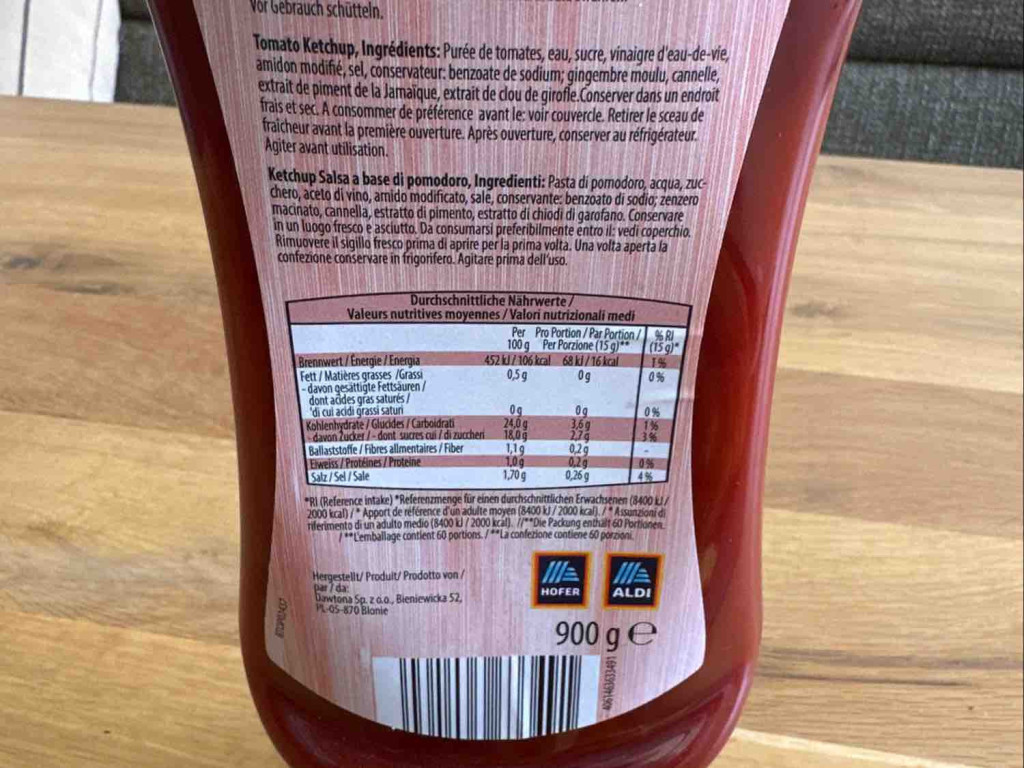 Vor Gebrauch schütteln.
Tomato Ketchup, Ingrédients: Purée de tomates, eau, sucre, vinaigre d'eau-de-vie,
amidon modifié, sel, conservateur: benzoate de sodium; gingembre moulu, cannelle,
extrait de piment de la Jamaïque, extrait de clou de girofle.Conserver dans un endroit
frais et sec. A consommer de préférence avant le: voir couvercle. Retirer le sceau de
fraîcheur avant la première ouverture. Après ouverture, conserver au réfrigérateur.
Agiter avant utilisation.
Ketchup Salsa a base di pomodoro, Ingredienti: Pasta di pomodoro, acqua, zuc-
chero, aceto di vino, amido modificato, sale, conservante: benzoato di sodio; zenzero
macinato, cannella, estratto di pimento, estratto di chiodi di garofano. Conservare
in un luogo fresco e asciutto. Da consumarsi preferibilmente entro il: vedi coperchio.
Rimuovere il sigillo fresco prima di aprire per la prima volta. Una volta aperta la
confezione conservare in frigorifero. Agitare prima dell'uso.
Durchschnittliche Nährwerte /
Valeurs nutritives moyennes / Valori nutrizionali medi
Per Pro Portion / Par Portion / % RI
100 g Per Porzione (15 g)** (15 g)*
Brennwert / Énergie / Energia 452 kJ / 106 kcal 68 kJ / 16 kcal 1 %
Fett / Matières grasses /Grassi 0,5 g 0 g 0 %
- davon gesättigte Fettsäuren /
dont acides gras saturés /
di cui acidi grassi saturi 0 g 0 g 0 %
Kohlenhydrate / Glucides / Carboidrati 24,0 g 3,6 g 1 %
- davon Zucker / - dont sucres cui / di zuccheri 18,0 g 2,7 g 3 %
Ballaststoffe / Fibres alimentaires / Fiber 1,1 g 0,2 g -
Eiweiss / Protéines / Proteine 1,0 g 0,2 g 0 %
Salz / Sel / Sale 1,70 g 0,26 g 4 %
*RI (Reference intake) *Referenzmenge für einen durchschnittlichen Erwachsenen (8400 kJ /
2000 kcal) / * Apport de référence d'un adulte moyen (8400 kJ / 2000 kcal). / * Assunzioni di
riferimento di un adulto medio (8400 kJ / 2000 kcal). //**Die Packung enthält 60 Portionen.
/ **L'emballage contient 60 portions. / **La confezione contiene 60 porzioni.
Hergestellt/ Produit/ Prodotto von /
par / da:
Dawtona Sp. z o.o., Bieniewicka 52,
PL-05-870 Blonie
HOFER
ALDI
900 g e
4061463633491